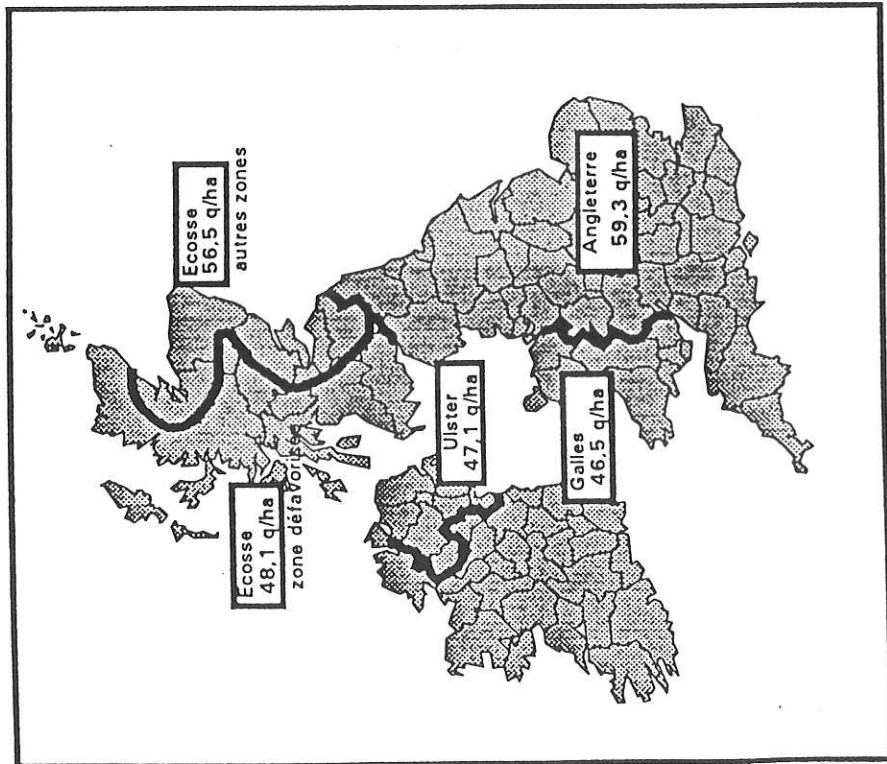 Ecosse
56,5 q/ha
autres zones
Ecosse
48,1 q/ha
zone défavorisée
Ulster
47,1 q/ha
Galles
46,5 q/ha
Angleterre
59,3 q/ha